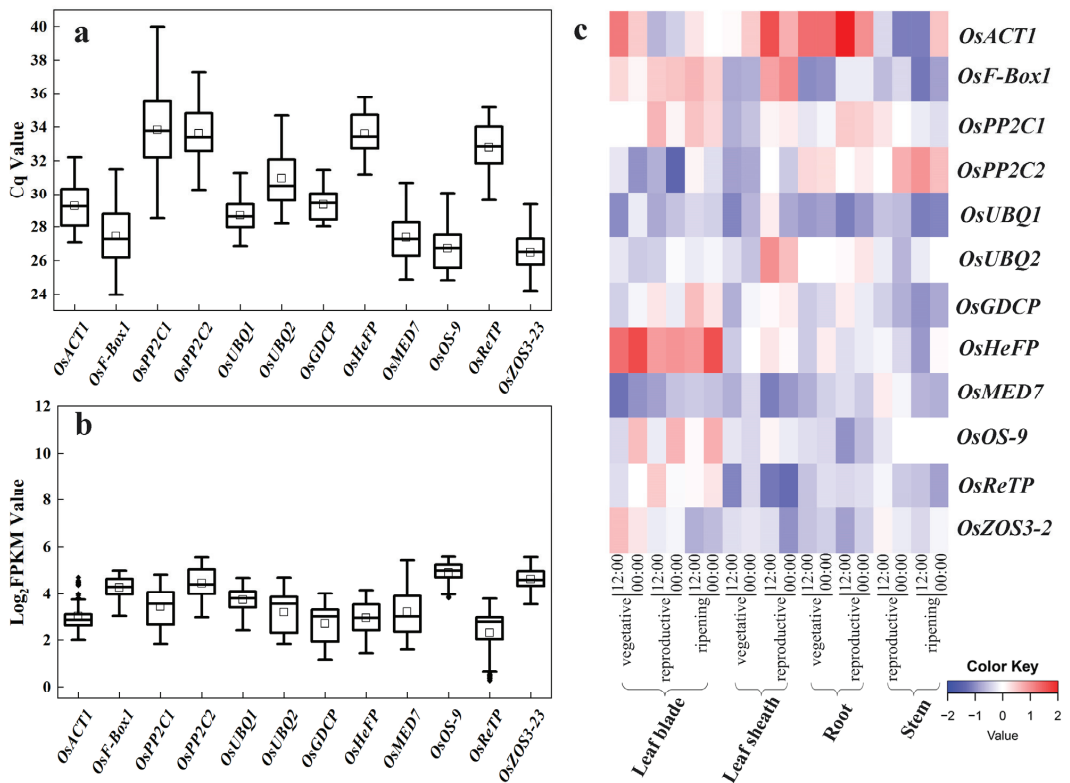 a
Cq Value
40
38
36
34
32
30
28
26
24
OsACT1
OsF-Box1
OsPP2C1
OsPP2C2
OsUBQ1
OsUBQ2
OsGDCP
OsHeFP
OsMED7
OsOS-9
OsReTP
OsZOS3-23
b
Log2FPKM Value
12
10
8
6
4
2
0
OsACT1
OsF-Box1
OsPP2C1
OsPP2C2
OsUBQ1
OsUBQ2
OsGDCP
OsHeFP
OsMED7
OsOS-9
OsReTP
OsZOS3-23
c
OsACT1
OsF-Box1
OsPP2C1
OsPP2C2
OsUBQ1
OsUBQ2
OsGDCP
OsHeFP
OsMED7
OsOS-9
OsReTP
OsZOS3-2
12:00
00:00
12:00
00:00
12:00
00:00
12:00
00:00
12:00
00:00
12:00
00:00
12:00
00:00
12:00
00:00
12:00
00:00
vegetative
reproductive
ripening
vegetative
reproductive
vegetative
reproductive
reproductive
ripening
Leaf blade
Leaf sheath
Root
Stem
Color Key
−2 −1 0 1 2
Value